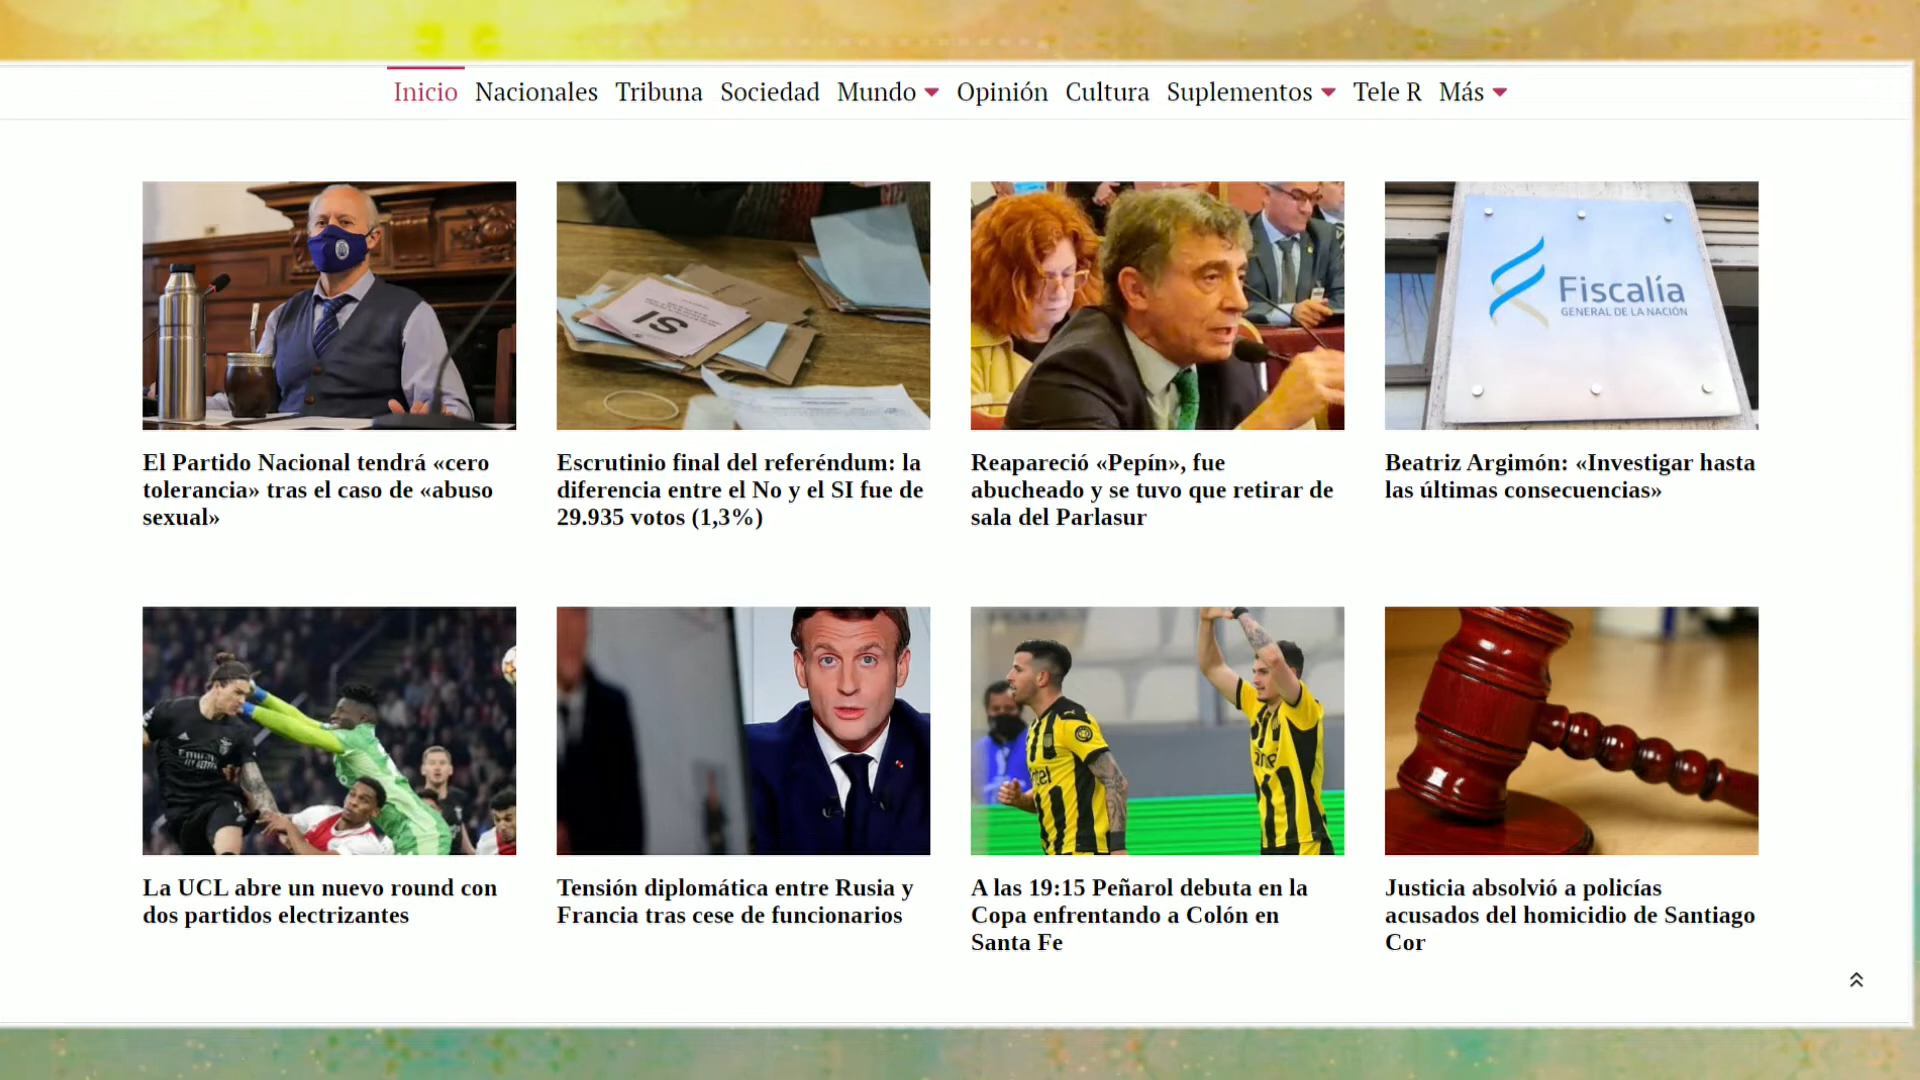 Inicio Nacionales Tribuna Sociedad Mundo Opinión Cultura Suplementos Tele R Más
SI
Fiscalía
GENERAL DE LA NACIÓN
El Partido Nacional tendrá «cero
tolerancia» tras el caso de «abuso
sexual»
Escrutinio final del referéndum: la
diferencia entre el No y el SI fue de
29.935 votos (1,3%)
Reapareció «Pepín», fue
abucheado y se tuvo que retirar de
sala del Parlasur
Beatriz Argimón: «Investigar hasta
las últimas consecuencias»
La UCL abre un nuevo round con
dos partidos electrizantes
Tensión diplomática entre Rusia y
Francia tras cese de funcionarios
A las 19:15 Peñarol debuta en la
Copa enfrentando a Colón en
Santa Fe
Justicia absolvió a policías
acusados del homicidio de Santiago
Cor